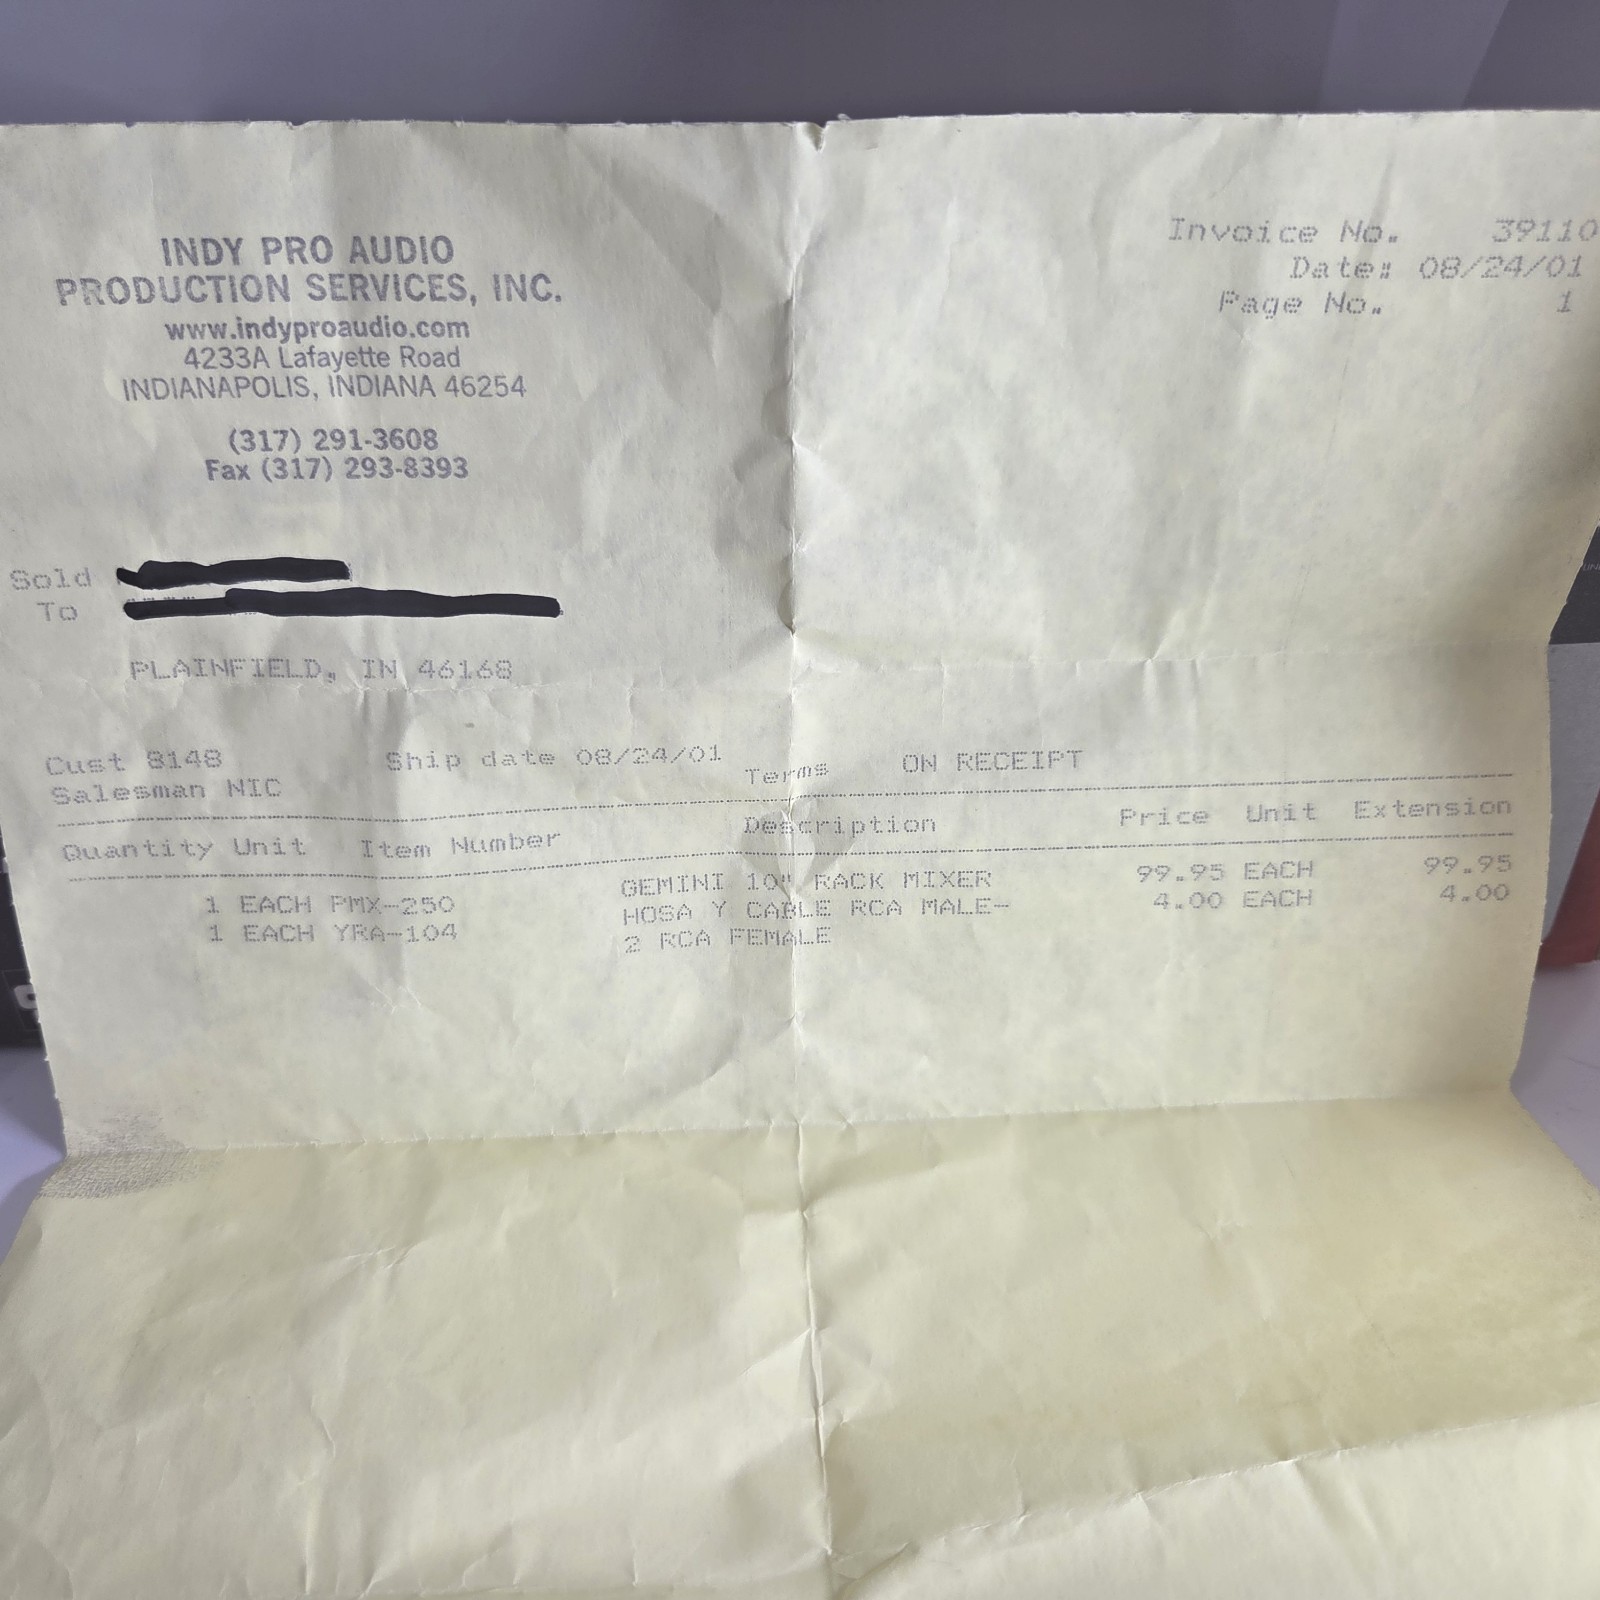 INDY PRO AUDIO
PRODUCTION SERVICES, INC.
www.indyproaudio.com
4233A Lafayette Road
INDIANAPOLIS, INDIANA 46254
(317) 291-3608
Fax (317) 293-8393
Invoice No. 39110
Date: 08/24/01
Page No. 1
Sold
To
PLAINFIELD, IN 46168
Cust 8148 Ship date 08/24/01 Terms ON RECEIPT
Salesman NIC
Quantity Unit Item Number Description Price Unit Extension
1 EACH PMX-250 GEMINI 10" RACK MIXER 99.95 EACH 99.95
1 EACH YRA-104 HOSA Y CABLE RCA MALE- 4.00 EACH 4.00
2 RCA FEMALE